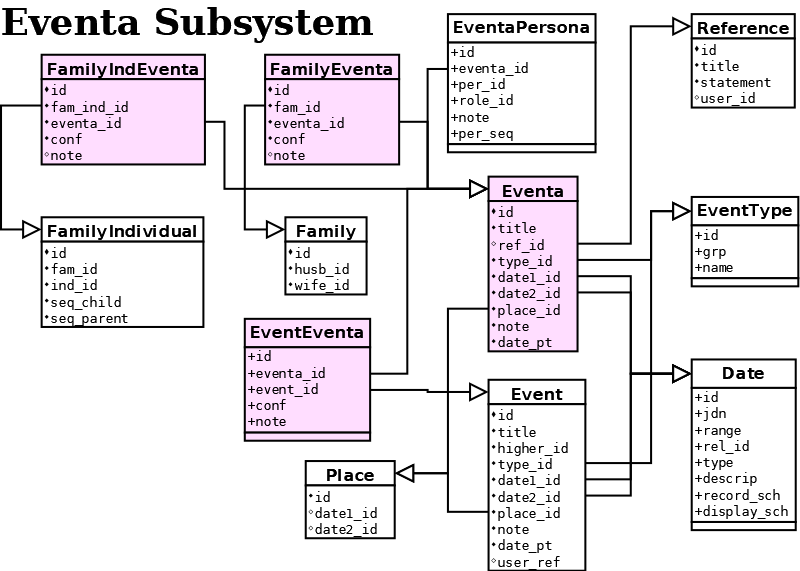 Eventa Subsystem
FamilyIndEventa
id
fam_ind_id
eventa_id
conf
note
FamilyEventa
id
fam_id
eventa_id
conf
note
EventaPersona
+id
+eventa_id
+per_id
+role_id
+note
+per_seq
Reference
id
title
statement
user_id
FamilyIndividual
id
fam_id
ind_id
seq_child
seq_parent
Family
id
husb_id
wife_id
Eventa
id
title
ref_id
type_id
date1_id
date2_id
place_id
note
date_pt
EventType
+id
+grp
+name
EventEventa
+id
+eventa_id
+event_id
+conf
+note
Event
id
title
higher_id
type_id
date1_id
date2_id
place_id
note
date_pt
user_ref
Date
+id
+jdn
+range
+rel_id
+type
+descrip
+record_sch
+display_sch
Place
id
date1_id
date2_id